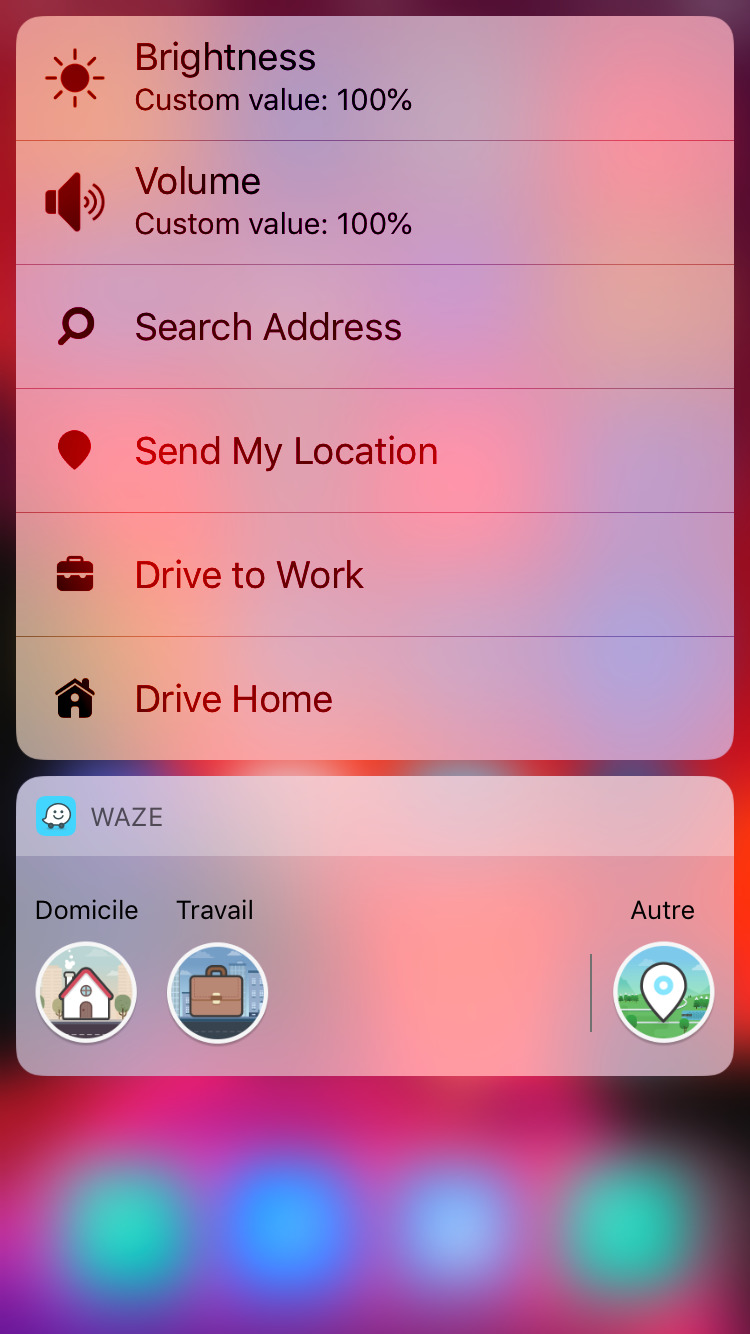 Brightness
Custom value: 100%
Volume
Custom value: 100%
Search Address
Send My Location
Drive to Work
Drive Home
WAZE
Domicile Travail Autre